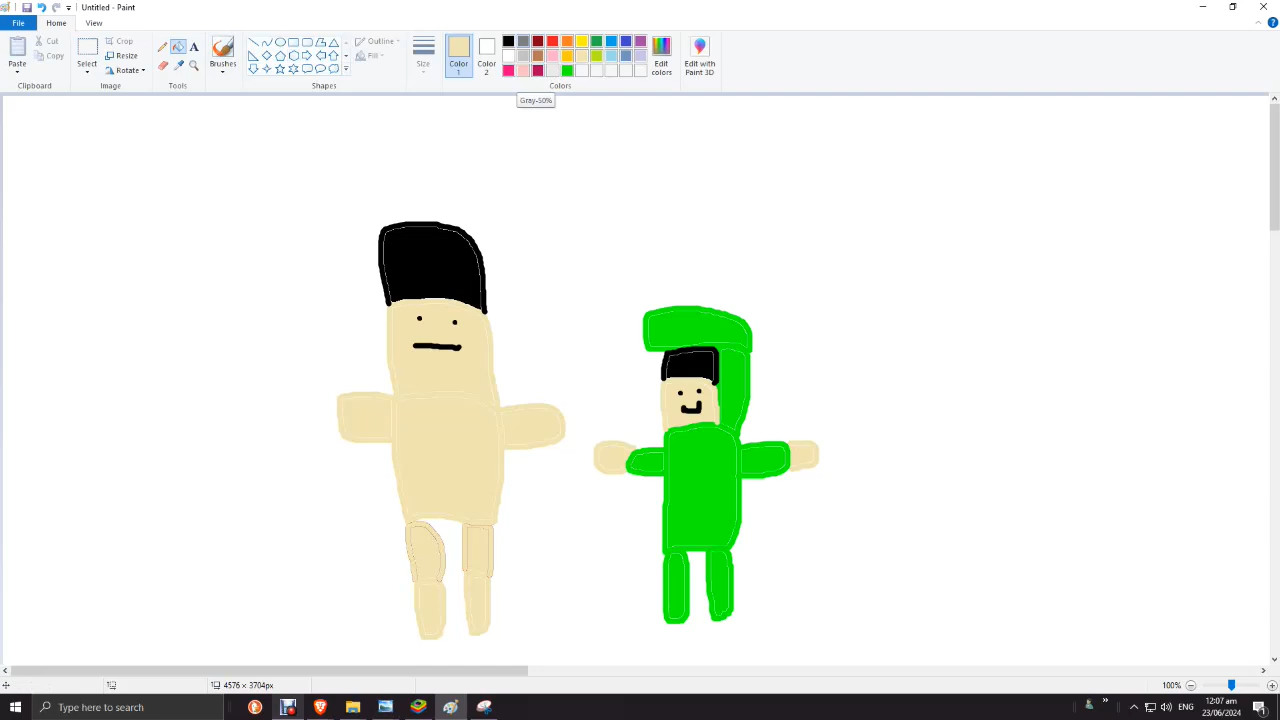 Untitled - Paint
File Home View
Paste
Cut
Copy
Clipboard
Select
Crop
Resize
Rotate
Image
A
Tools
Brushes
Shapes
Outline
Fill
Size
Color 1
Color 2
Edit colors
Colors
Edit with Paint 3D
Gray-50%
4576 × 3704px
100%
Type here to search
ENG
12:07 am
23/06/2024
1